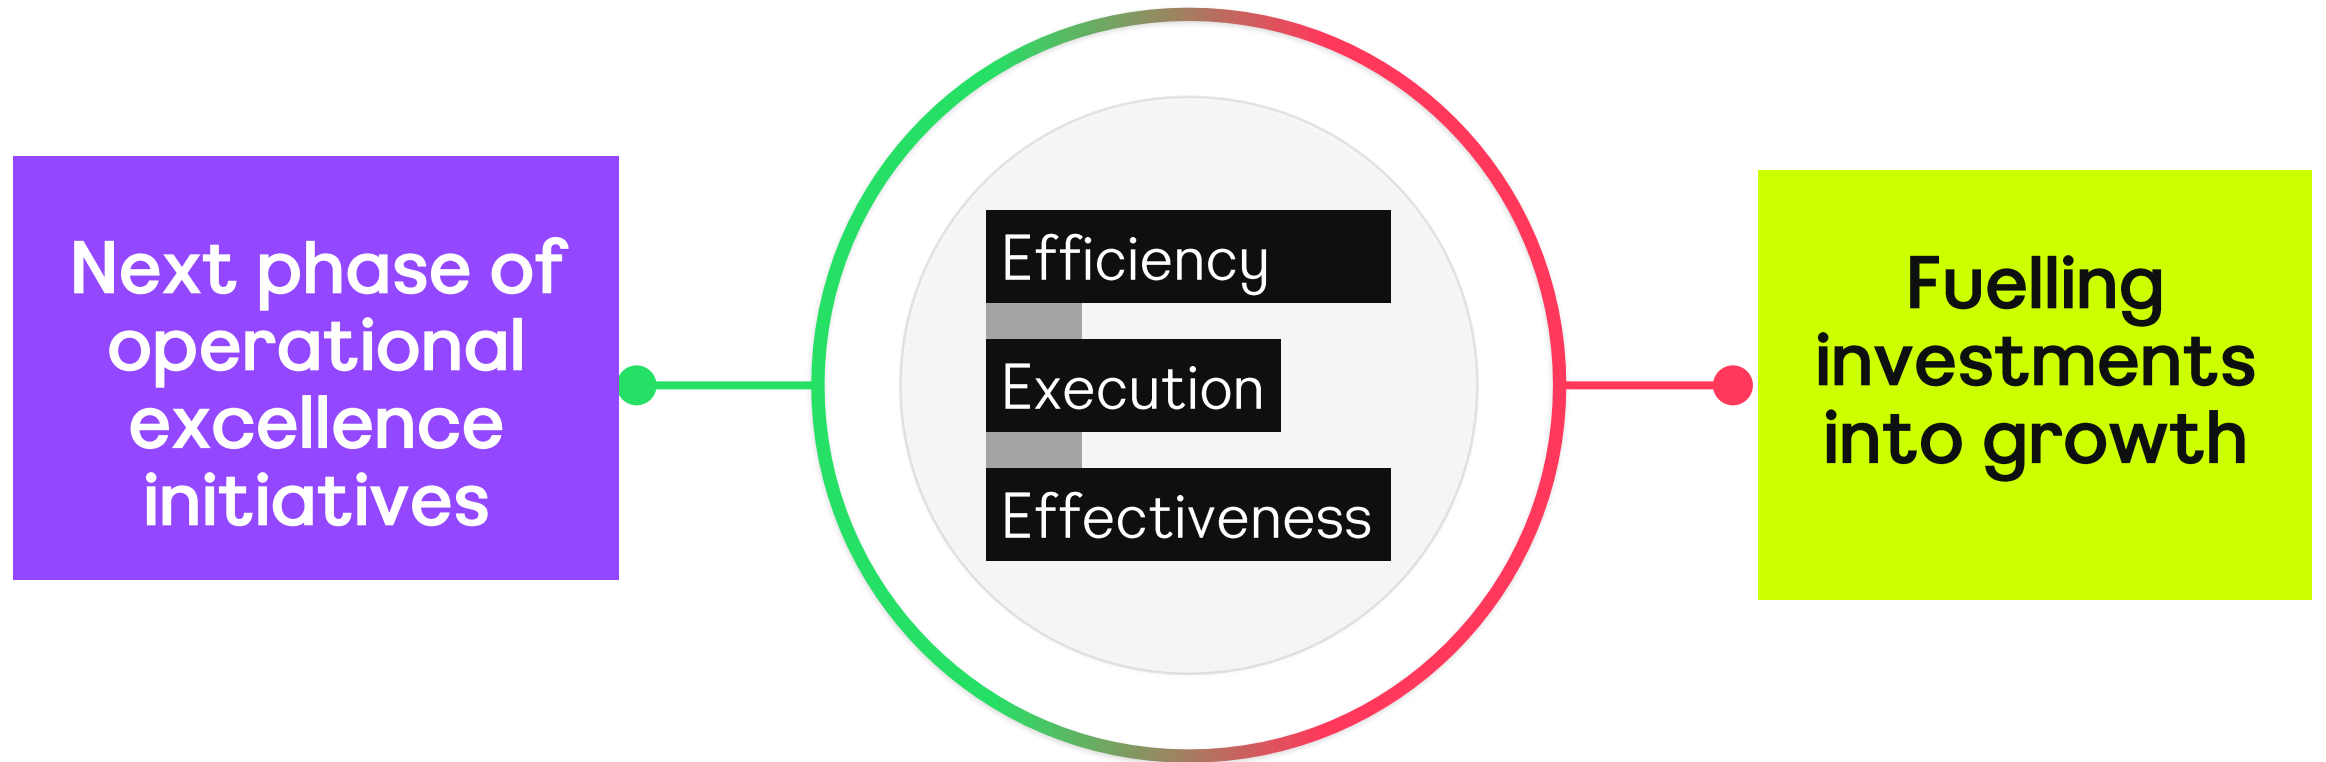 Next phase of
operational
excellence
initiatives
Efficiency
Execution
Effectiveness
Fuelling
investments
into growth